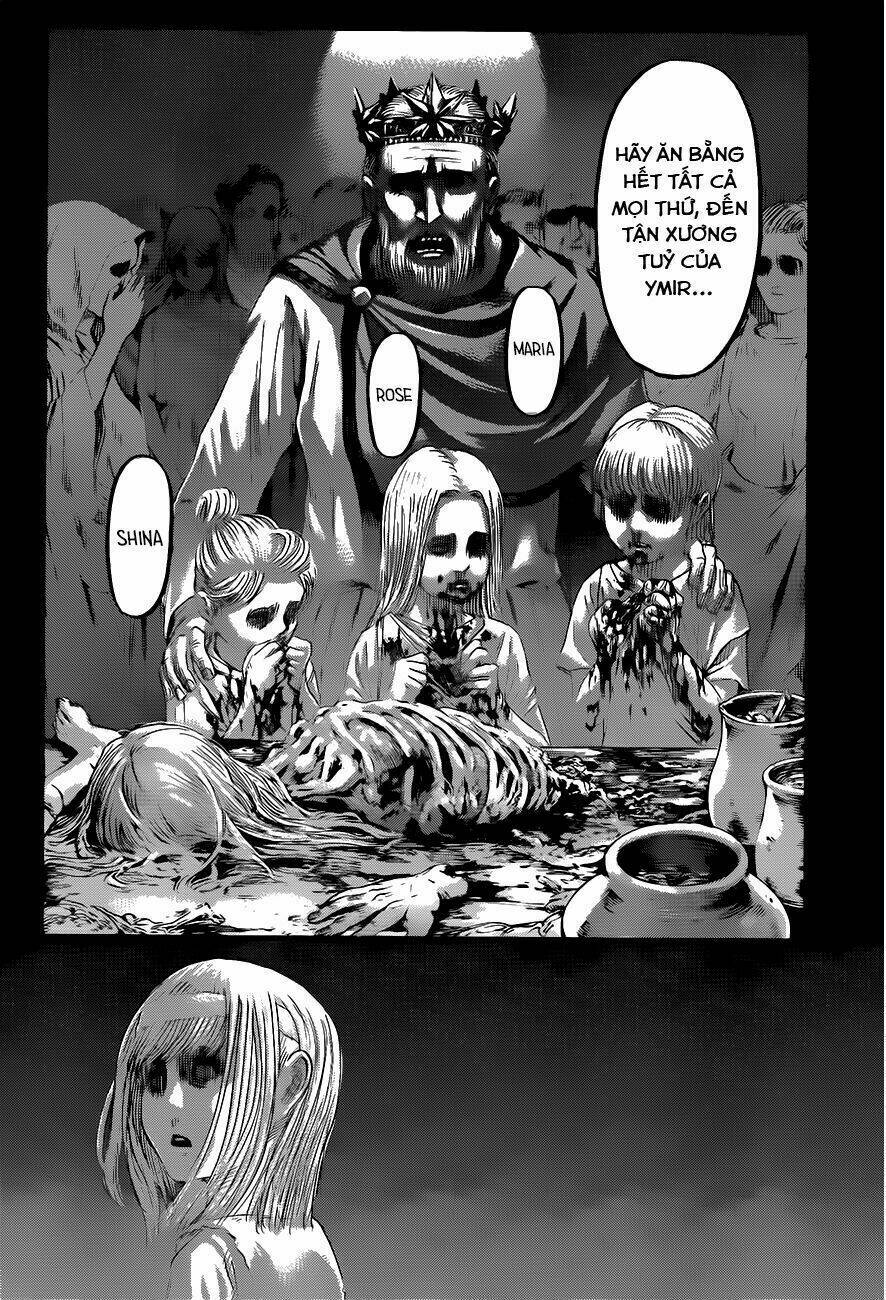 HÃY ĂN BẰNG
HẾT TẤT CẢ
MỌI THỨ, ĐẾN
TẬN XƯƠNG
TUỶ CỦA
YMIR...
MARIA
ROSE
SHINA